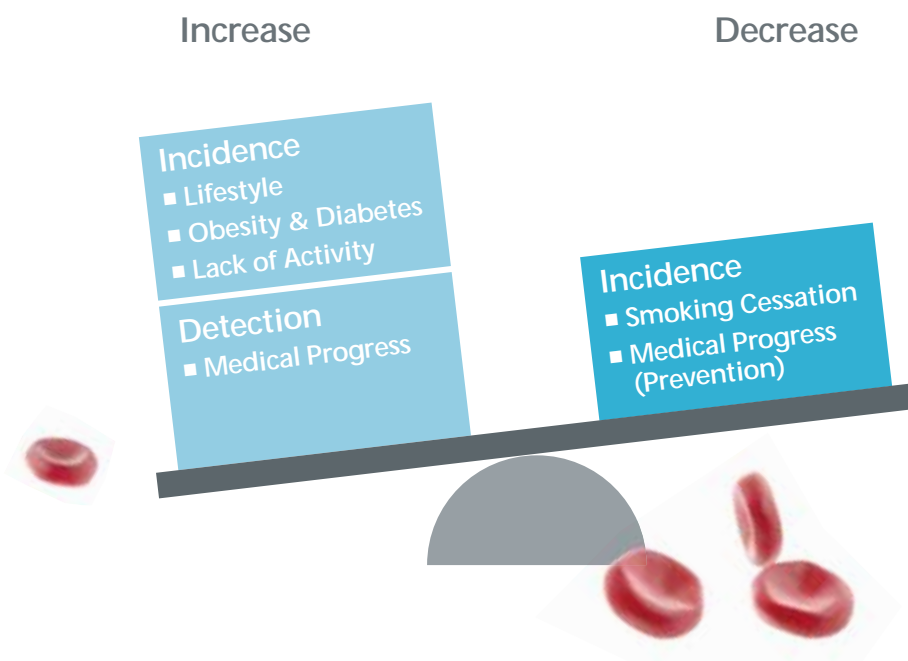 Increase
Decrease
Incidence
▪ Lifestyle
▪ Obesity & Diabetes
▪ Lack of Activity
Detection
▪ Medical Progress
Incidence
▪ Smoking Cessation
▪ Medical Progress
(Prevention)